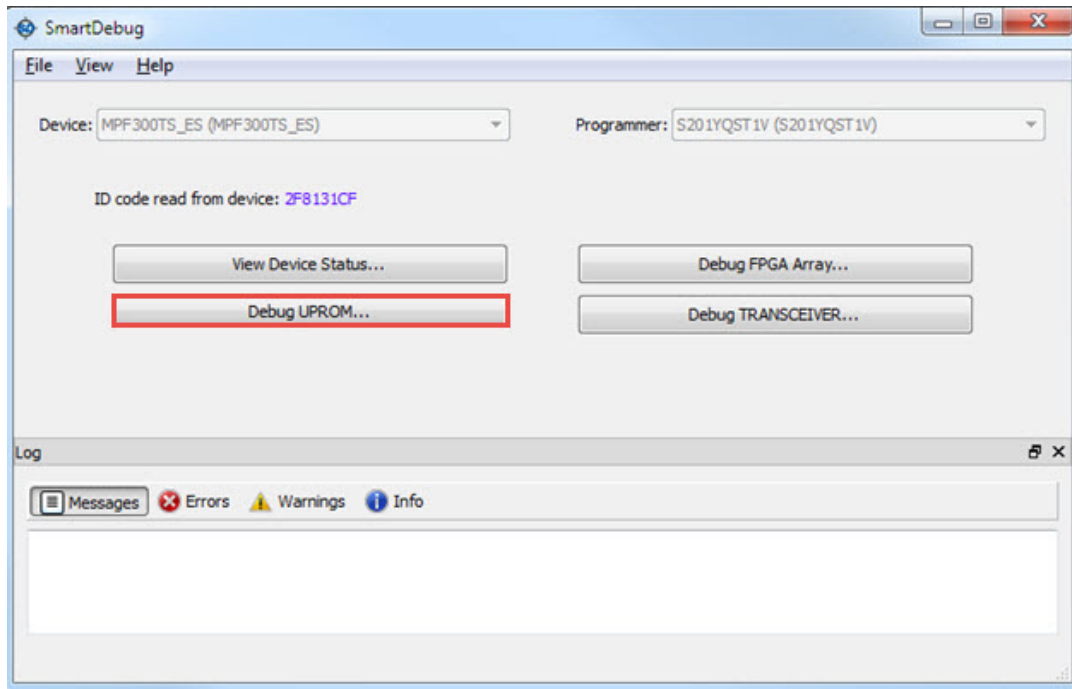 SmartDebug
File View Help
Device: MPF300TS_ES (MPF300TS_ES) Programmer: S201YQST1V (S201YQST1V)
ID code read from device: 2F8131CF
View Device Status... Debug FPGA Array...
Debug UPROM... Debug TRANSCEIVER...
Log
Messages Errors Warnings Info